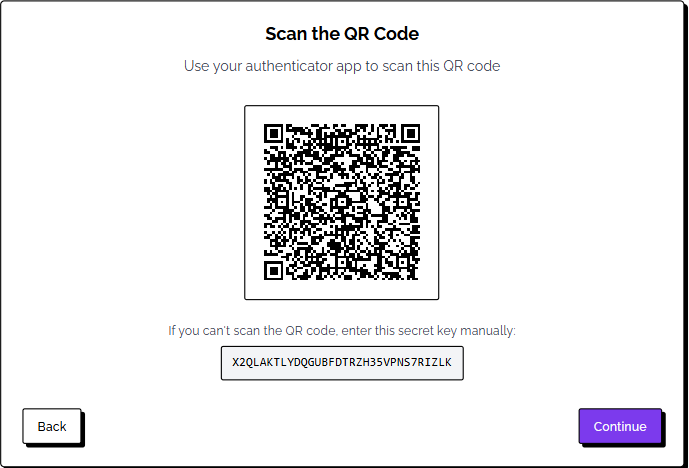 Scan the QR Code
Use your authenticator app to scan this QR code
If you can't scan the QR code, enter this secret key manually:
X2QLAKTLYDQGUBFDTRZH35VPNS7RIZLK
Back
Continue